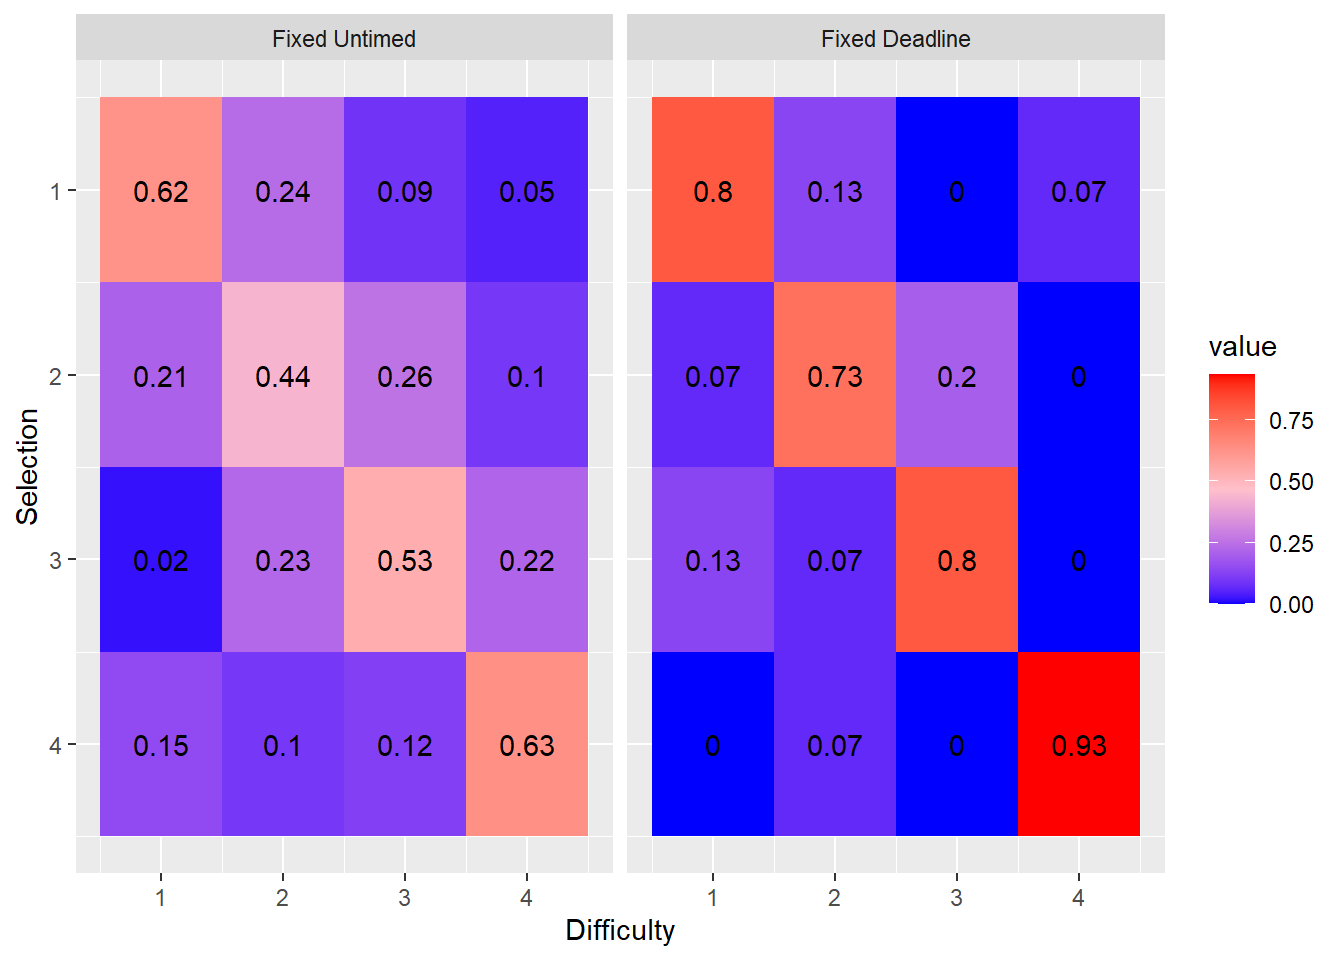 Fixed Untimed
Fixed Deadline
1
0.62 0.24 0.09 0.05
0.8 0.13 0 0.07
2
0.21 0.44 0.26 0.1
0.07 0.73 0.2 0
3
0.02 0.23 0.53 0.22
0.13 0.07 0.8 0
4
0.15 0.1 0.12 0.63
0 0.07 0 0.93
1 2 3 4
1 2 3 4
Difficulty
Selection
value
0.75
0.50
0.25
0.00